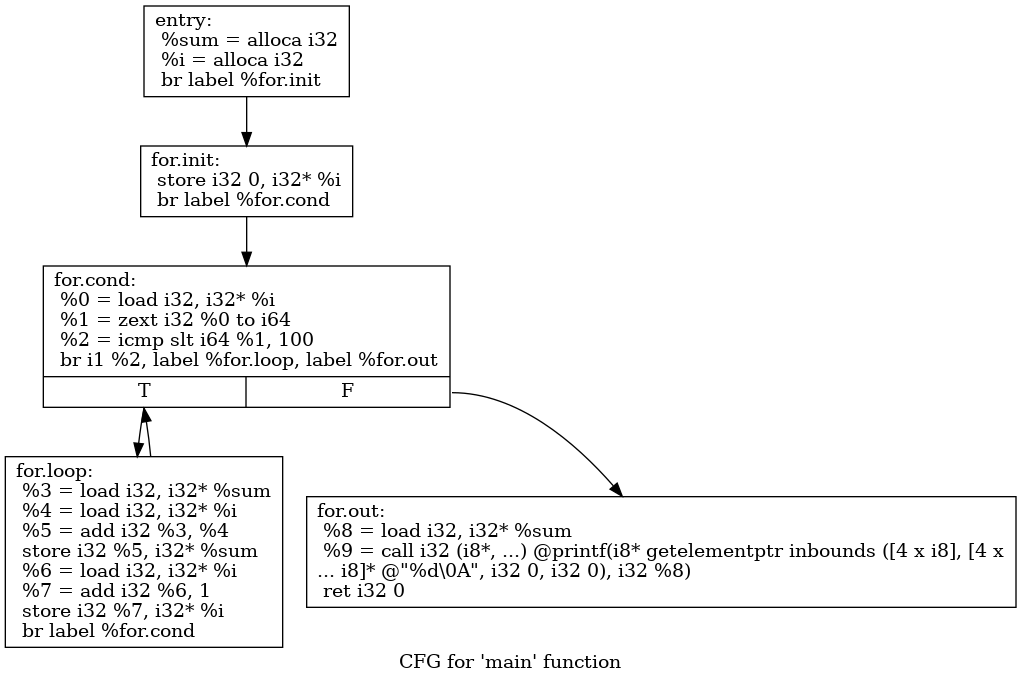 entry:
%sum = alloca i32
%i = alloca i32
br label %for.init
for.init:
store i32 0, i32* %i
br label %for.cond
for.cond:
%0 = load i32, i32* %i
%1 = zext i32 %0 to i64
%2 = icmp slt i64 %1, 100
br i1 %2, label %for.loop, label %for.out
T F
for.loop:
%3 = load i32, i32* %sum
%4 = load i32, i32* %i
%5 = add i32 %3, %4
store i32 %5, i32* %sum
%6 = load i32, i32* %i
%7 = add i32 %6, 1
store i32 %7, i32* %i
br label %for.cond
for.out:
%8 = load i32, i32* %sum
%9 = call i32 (i8*, ...) @printf(i8* getelementptr inbounds ([4 x i8], [4 x
... i8]* @"%d\0A", i32 0, i32 0), i32 %8)
ret i32 0
CFG for 'main' function